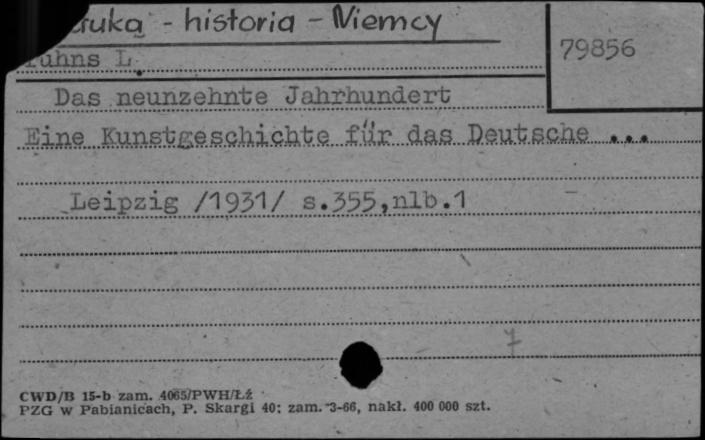 - historia - Niemcy
79856
L.
Das neunzehnte Jahrhundert
Eine Kunstgeschichte für das Deutsche ...
Leipzig /1931/ s.355,nlb.1
7
CWD/B 15-b zam. 4065/PWH/Łż
PZG w Pabianicach, P. Skargi 40; zam. 3-66, nakł. 400 000 szt.